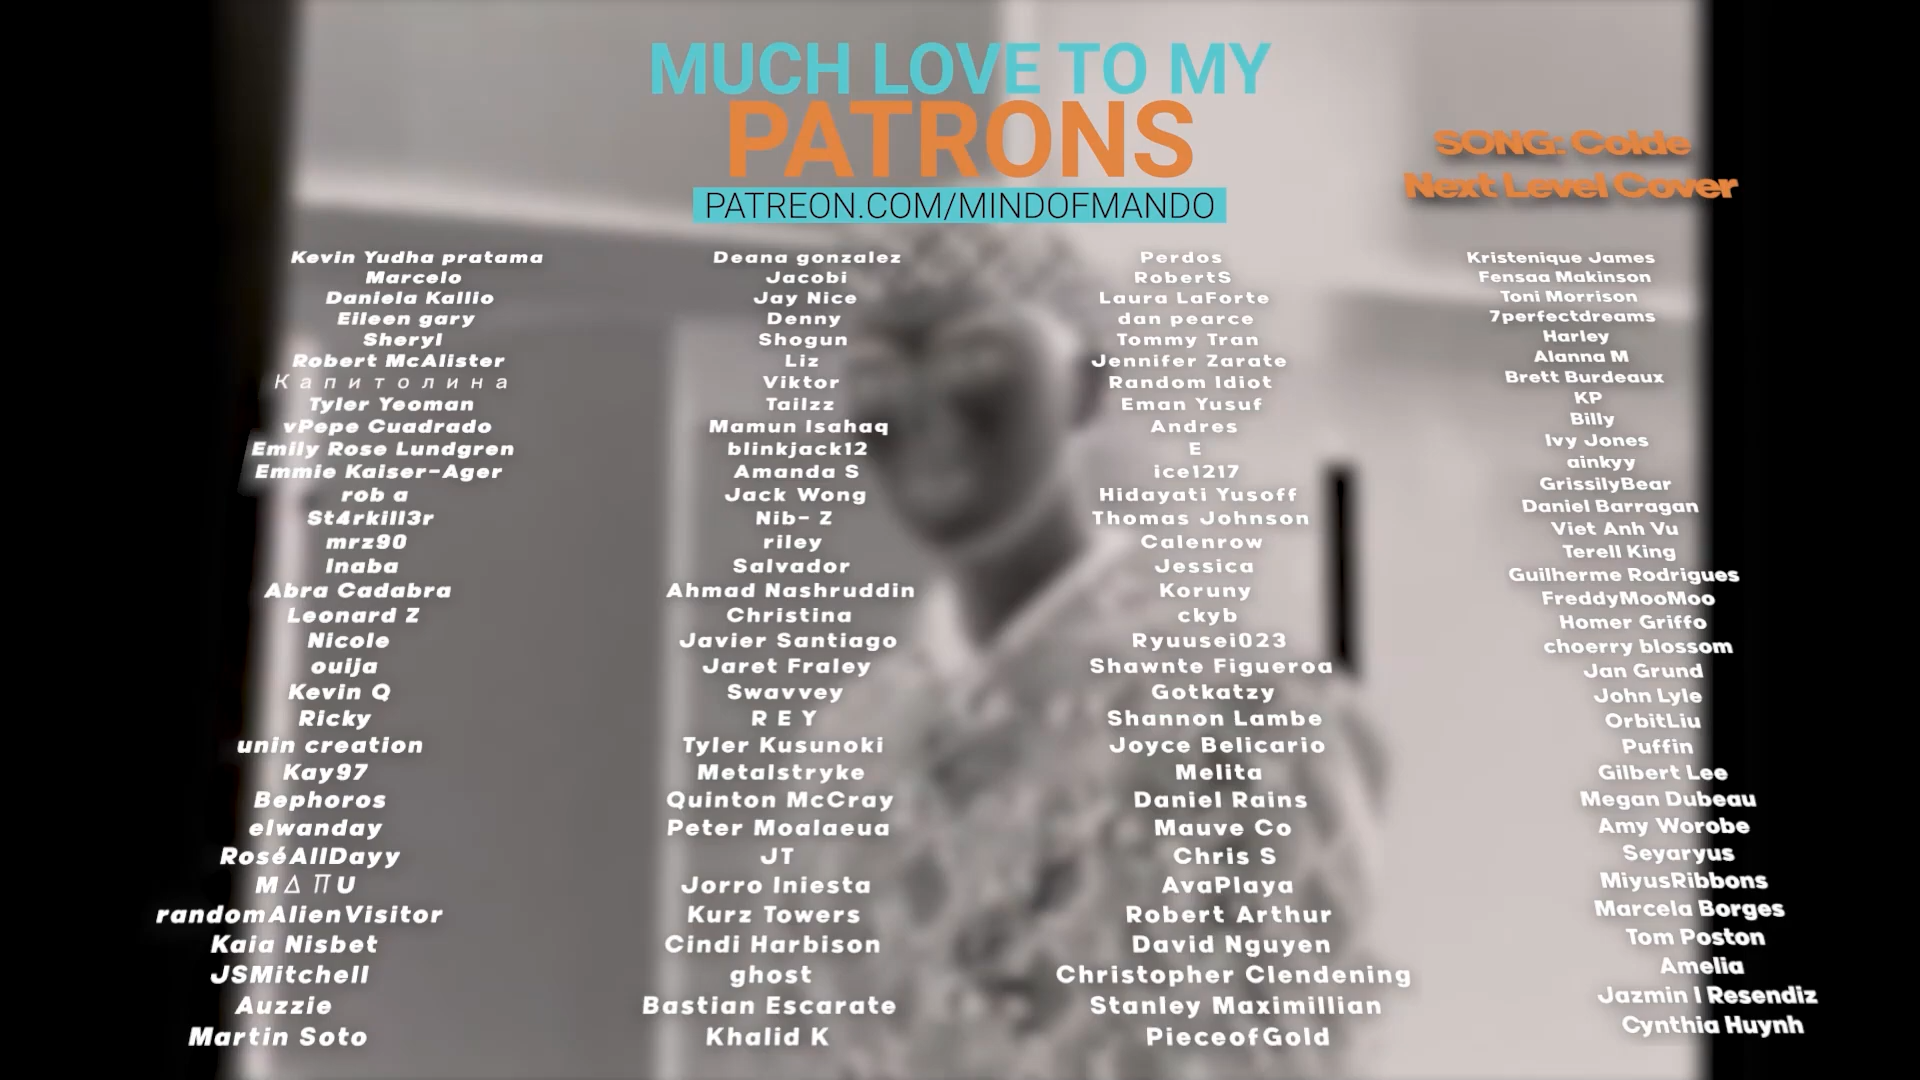 MUCH LOVE TO MY
PATRONS
PATREON.COM/MINDOFMANDO
SONG: Colde
Next Level Cover
Kevin Yudha pratama
Marcelo
Daniela Kallio
Eileen gary
Sheryl
Robert McAlister
Капитолина
Tyler Yeoman
vPepe Cuadrado
Emily Rose Lundgren
Emmie Kaiser-Ager
rob a
St4rkill3r
mrz90
Inaba
Abra Cadabra
Leonard Z
Nicole
ouija
Kevin Q
Ricky
unin creation
Kay97
Bephoros
elwanday
RoséAllDayy
M Δ Π U
randomAlienVisitor
Kaia Nisbet
JSMitchell
Auzzie
Martin Soto
Deana gonzalez
Jacobi
Jay Nice
Denny
Shogun
Liz
Viktor
Tailzz
Mamun Isahaq
blinkjack12
Amanda S
Jack Wong
Nib- Z
riley
Salvador
Ahmad Nashruddin
Christina
Javier Santiago
Jaret Fraley
Swavvey
R E Y
Tyler Kusunoki
Metalstryke
Quinton McCray
Peter Moalaeua
JT
Jorro Iniesta
Kurz Towers
Cindi Harbison
ghost
Bastian Escarate
Khalid K
Perdos
RobertS
Laura LaForte
dan pearce
Tommy Tran
Jennifer Zarate
Random Idiot
Eman Yusuf
Andres
E
ice1217
Hidayati Yusoff
Thomas Johnson
Calenrow
Jessica
Koruny
ckyb
Ryuusei023
Shawnte Figueroa
Gotkatzy
Shannon Lambe
Joyce Belicario
Melita
Daniel Rains
Mauve Co
Chris S
AvaPlaya
Robert Arthur
David Nguyen
Christopher Clendening
Stanley Maximillian
PieceofGold
Kristenique James
Fensaa Makinson
Toni Morrison
7perfectdreams
Harley
Alanna M
Brett Burdeaux
KP
Billy
Ivy Jones
ainkyy
GrissilyBear
Daniel Barragan
Viet Anh Vu
Terell King
Guilherme Rodrigues
FreddyMooMoo
Homer Griffo
choerry blossom
Jan Grund
John Lyle
OrbitLiu
Puffin
Gilbert Lee
Megan Dubeau
Amy Worobe
Seyaryus
MiyusRibbons
Marcela Borges
Tom Poston
Amelia
Jazmin I Resendiz
Cynthia Huynh